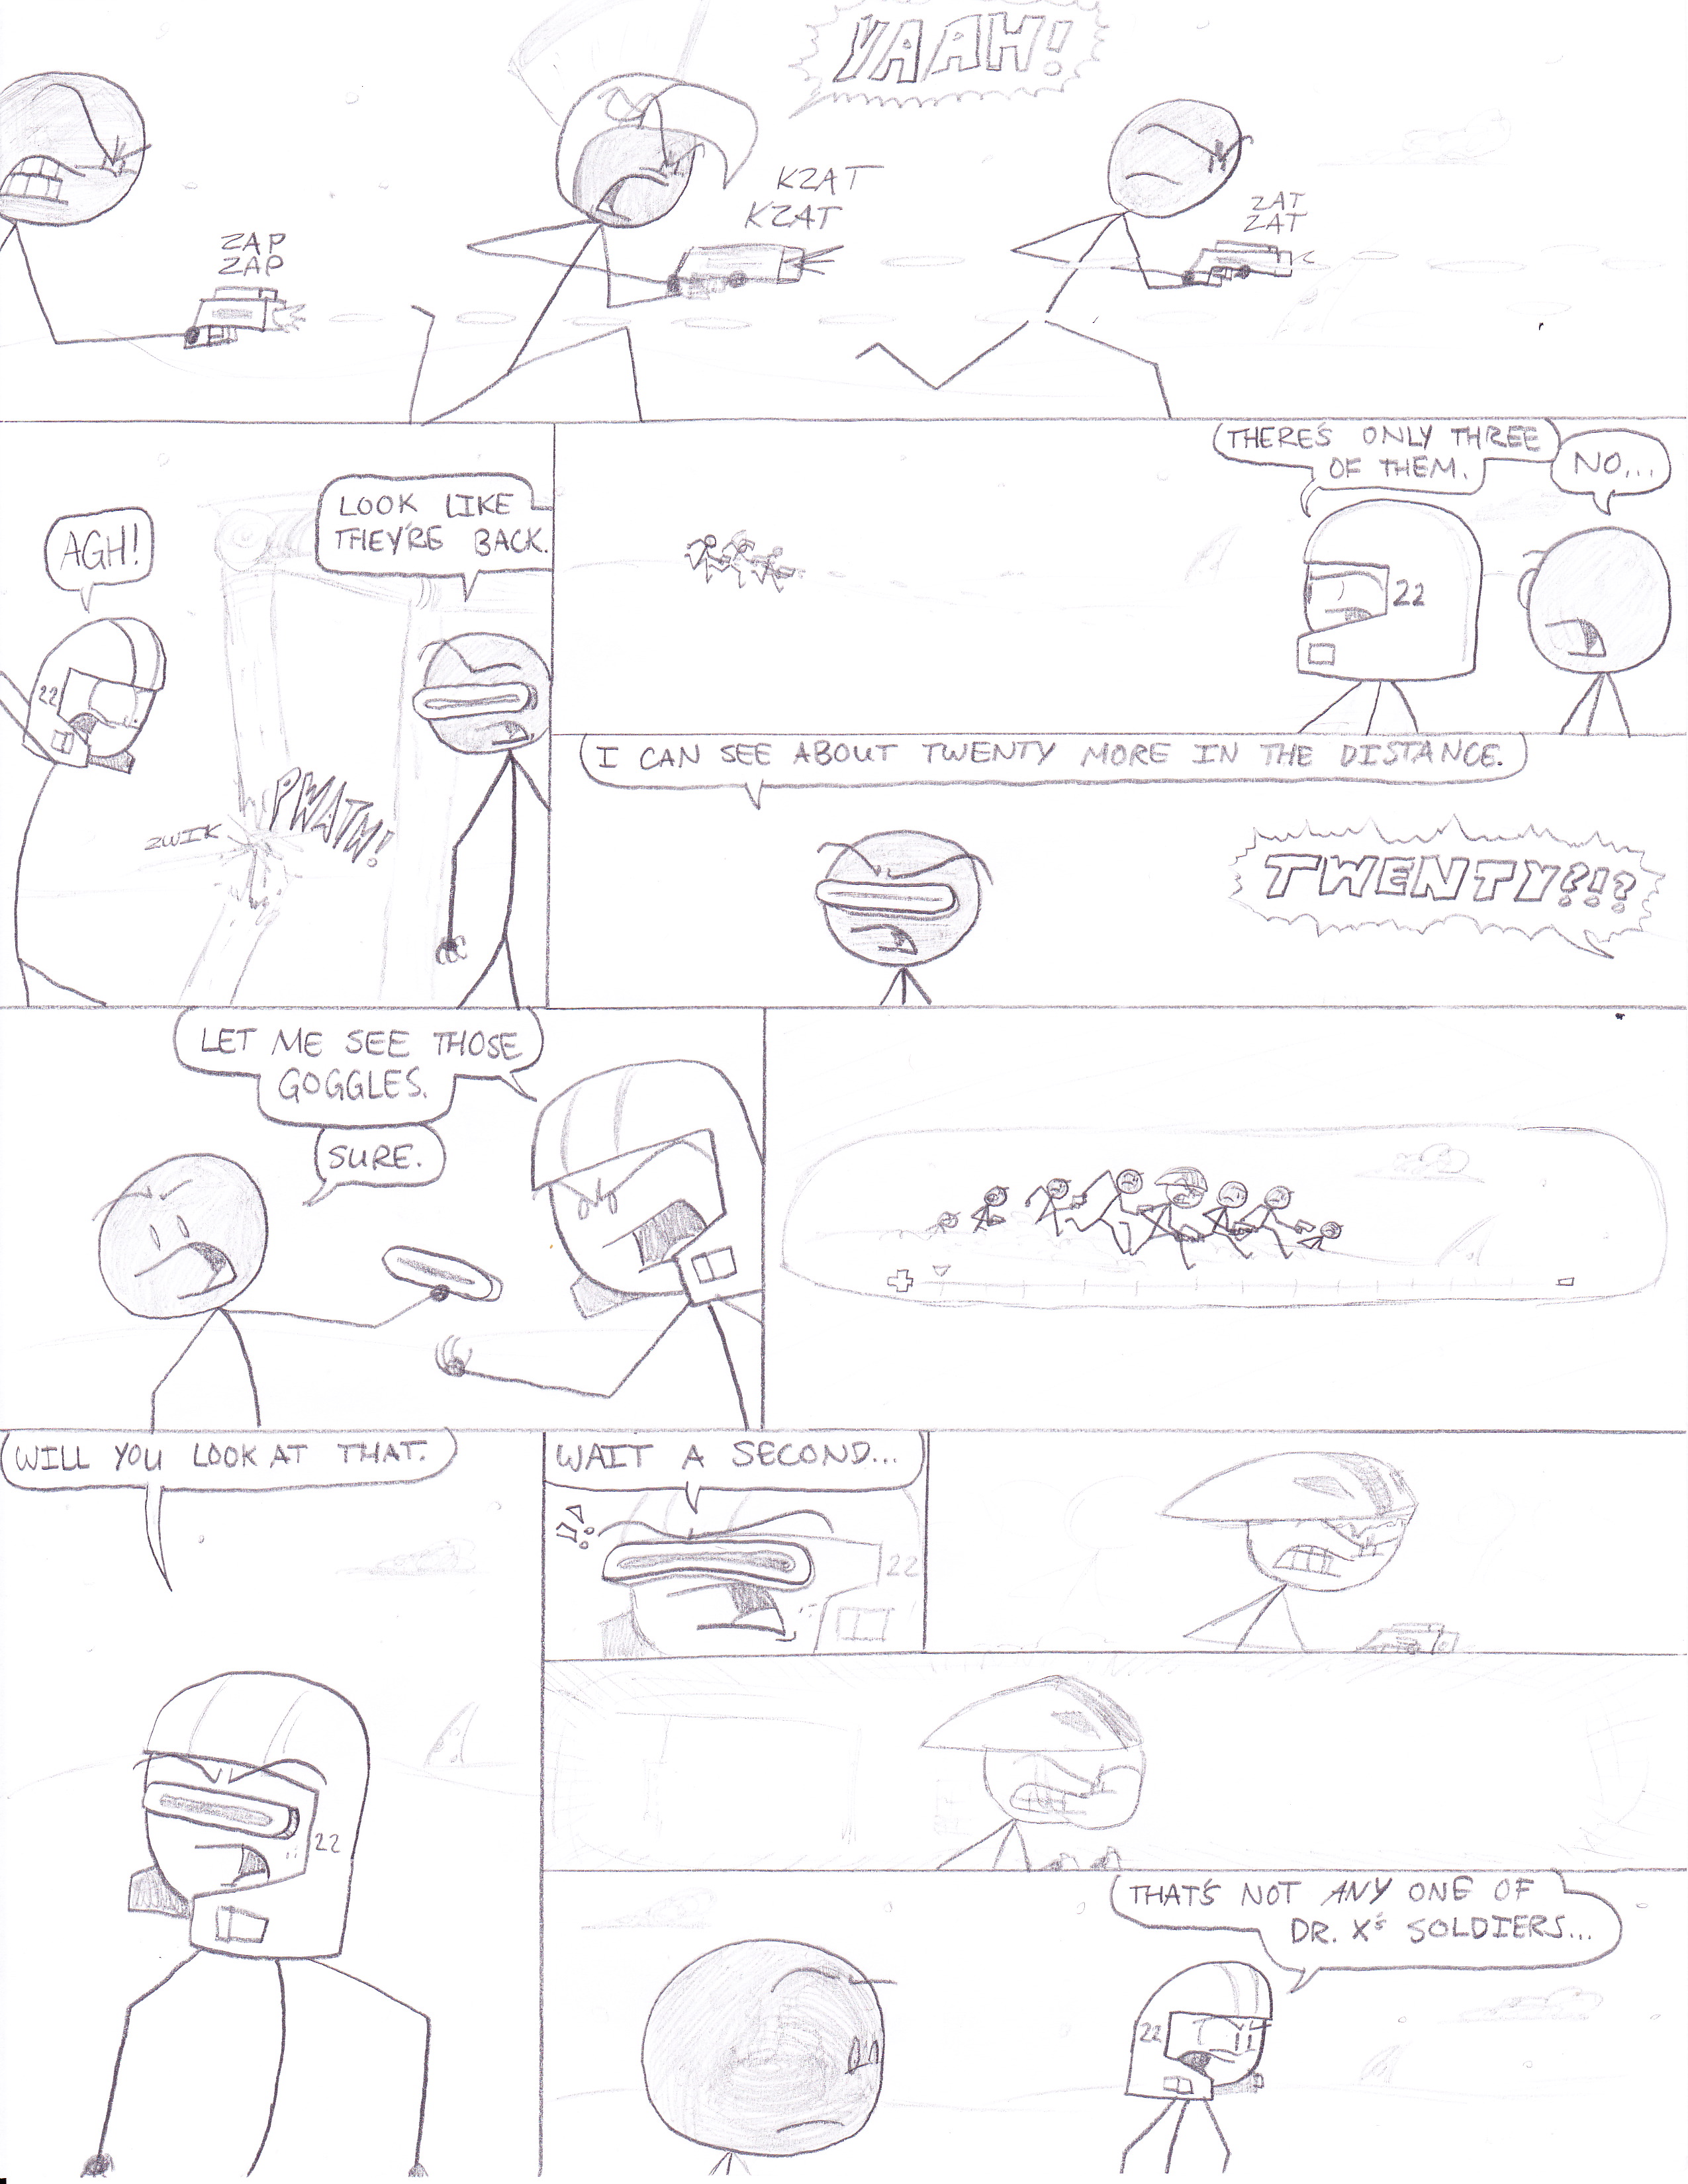 YAAH!
KZAT
KZAT
ZAT
ZAT
ZAP
ZAP
AGH!
LOOK LIKE
THEY'RE BACK.
22
ZWIK
PWATM!
THERE'S ONLY THREE
OF THEM.
NO...
22
I CAN SEE ABOUT TWENTY MORE IN THE DISTANCE.
TWENTY?!?
LET ME SEE THOSE
GOGGLES.
SURE.
WILL YOU LOOK AT THAT.
22
WAIT A SECOND...
22
THAT'S NOT ANY ONE OF
DR. X'S SOLDIERS...
22